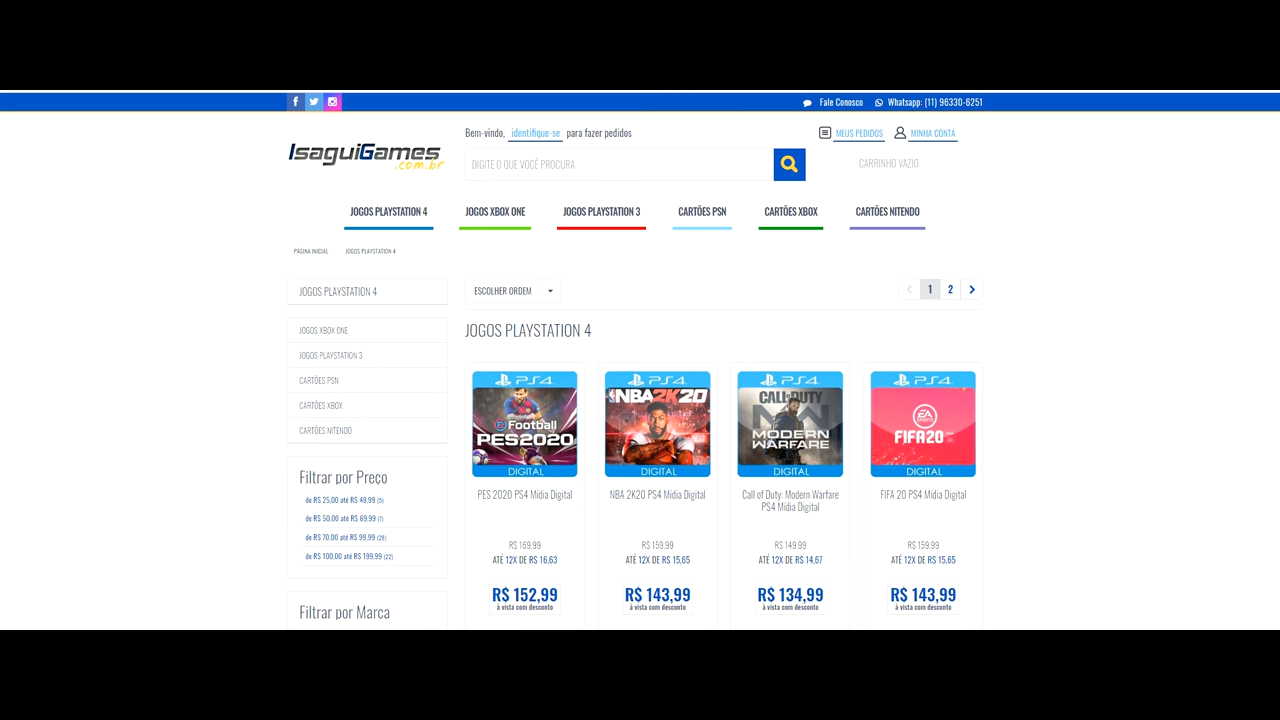 Fale Conosco Whatsapp: (11) 96330-6251
IsaguiGames
.com.br
Bem-vindo, identifique-se para fazer pedidos
MEUS PEDIDOS MINHA CONTA
DIGITE O QUE VOCÊ PROCURA
CARRINHO VAZIO
JOGOS PLAYSTATION 4 JOGOS XBOX ONE JOGOS PLAYSTATION 3 CARTÕES PSN CARTÕES XBOX CARTÕES NITENDO
PÁGINA INICIAL JOGOS PLAYSTATION 4
JOGOS PLAYSTATION 4
JOGOS XBOX ONE
JOGOS PLAYSTATION 3
CARTÕES PSN
CARTÕES XBOX
CARTÕES NITENDO
Filtrar por Preço
de R$ 25,00 até R$ 49,99 (5)
de R$ 50,00 até R$ 69,99 (7)
de R$ 70,00 até R$ 99,99 (28)
de R$ 100,00 até R$ 199,99 (22)
Filtrar por Marca
ESCOLHER ORDEM
1 2
JOGOS PLAYSTATION 4
PS4
eFootball
PES2020
DIGITAL
PES 2020 PS4 Mídia Digital
R$ 169,99
ATÉ 12X DE R$ 16,63
R$ 152,99
à vista com desconto
PS4
NBA2K20
DIGITAL
NBA 2K20 PS4 Mídia Digital
R$ 159,99
ATÉ 12X DE R$ 15,65
R$ 143,99
à vista com desconto
PS4
CALL OF DUTY
MODERN
WARFARE
DIGITAL
Call of Duty: Modern Warfare
PS4 Mídia Digital
R$ 149,99
ATÉ 12X DE R$ 14,67
R$ 134,99
à vista com desconto
PS4
EA
SPORTS
FIFA20
DIGITAL
FIFA 20 PS4 Mídia Digital
R$ 159,99
ATÉ 12X DE R$ 15,65
R$ 143,99
à vista com desconto